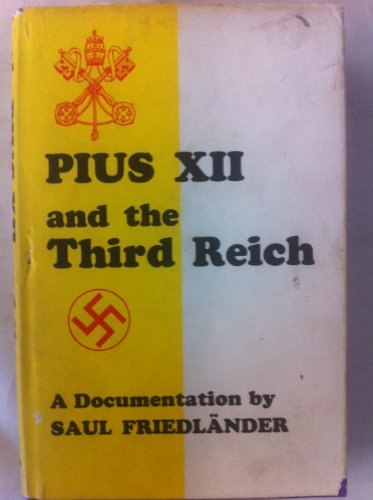 PIUS XII
and the
Third Reich
A Documentation by
SAUL FRIEDLÄNDER